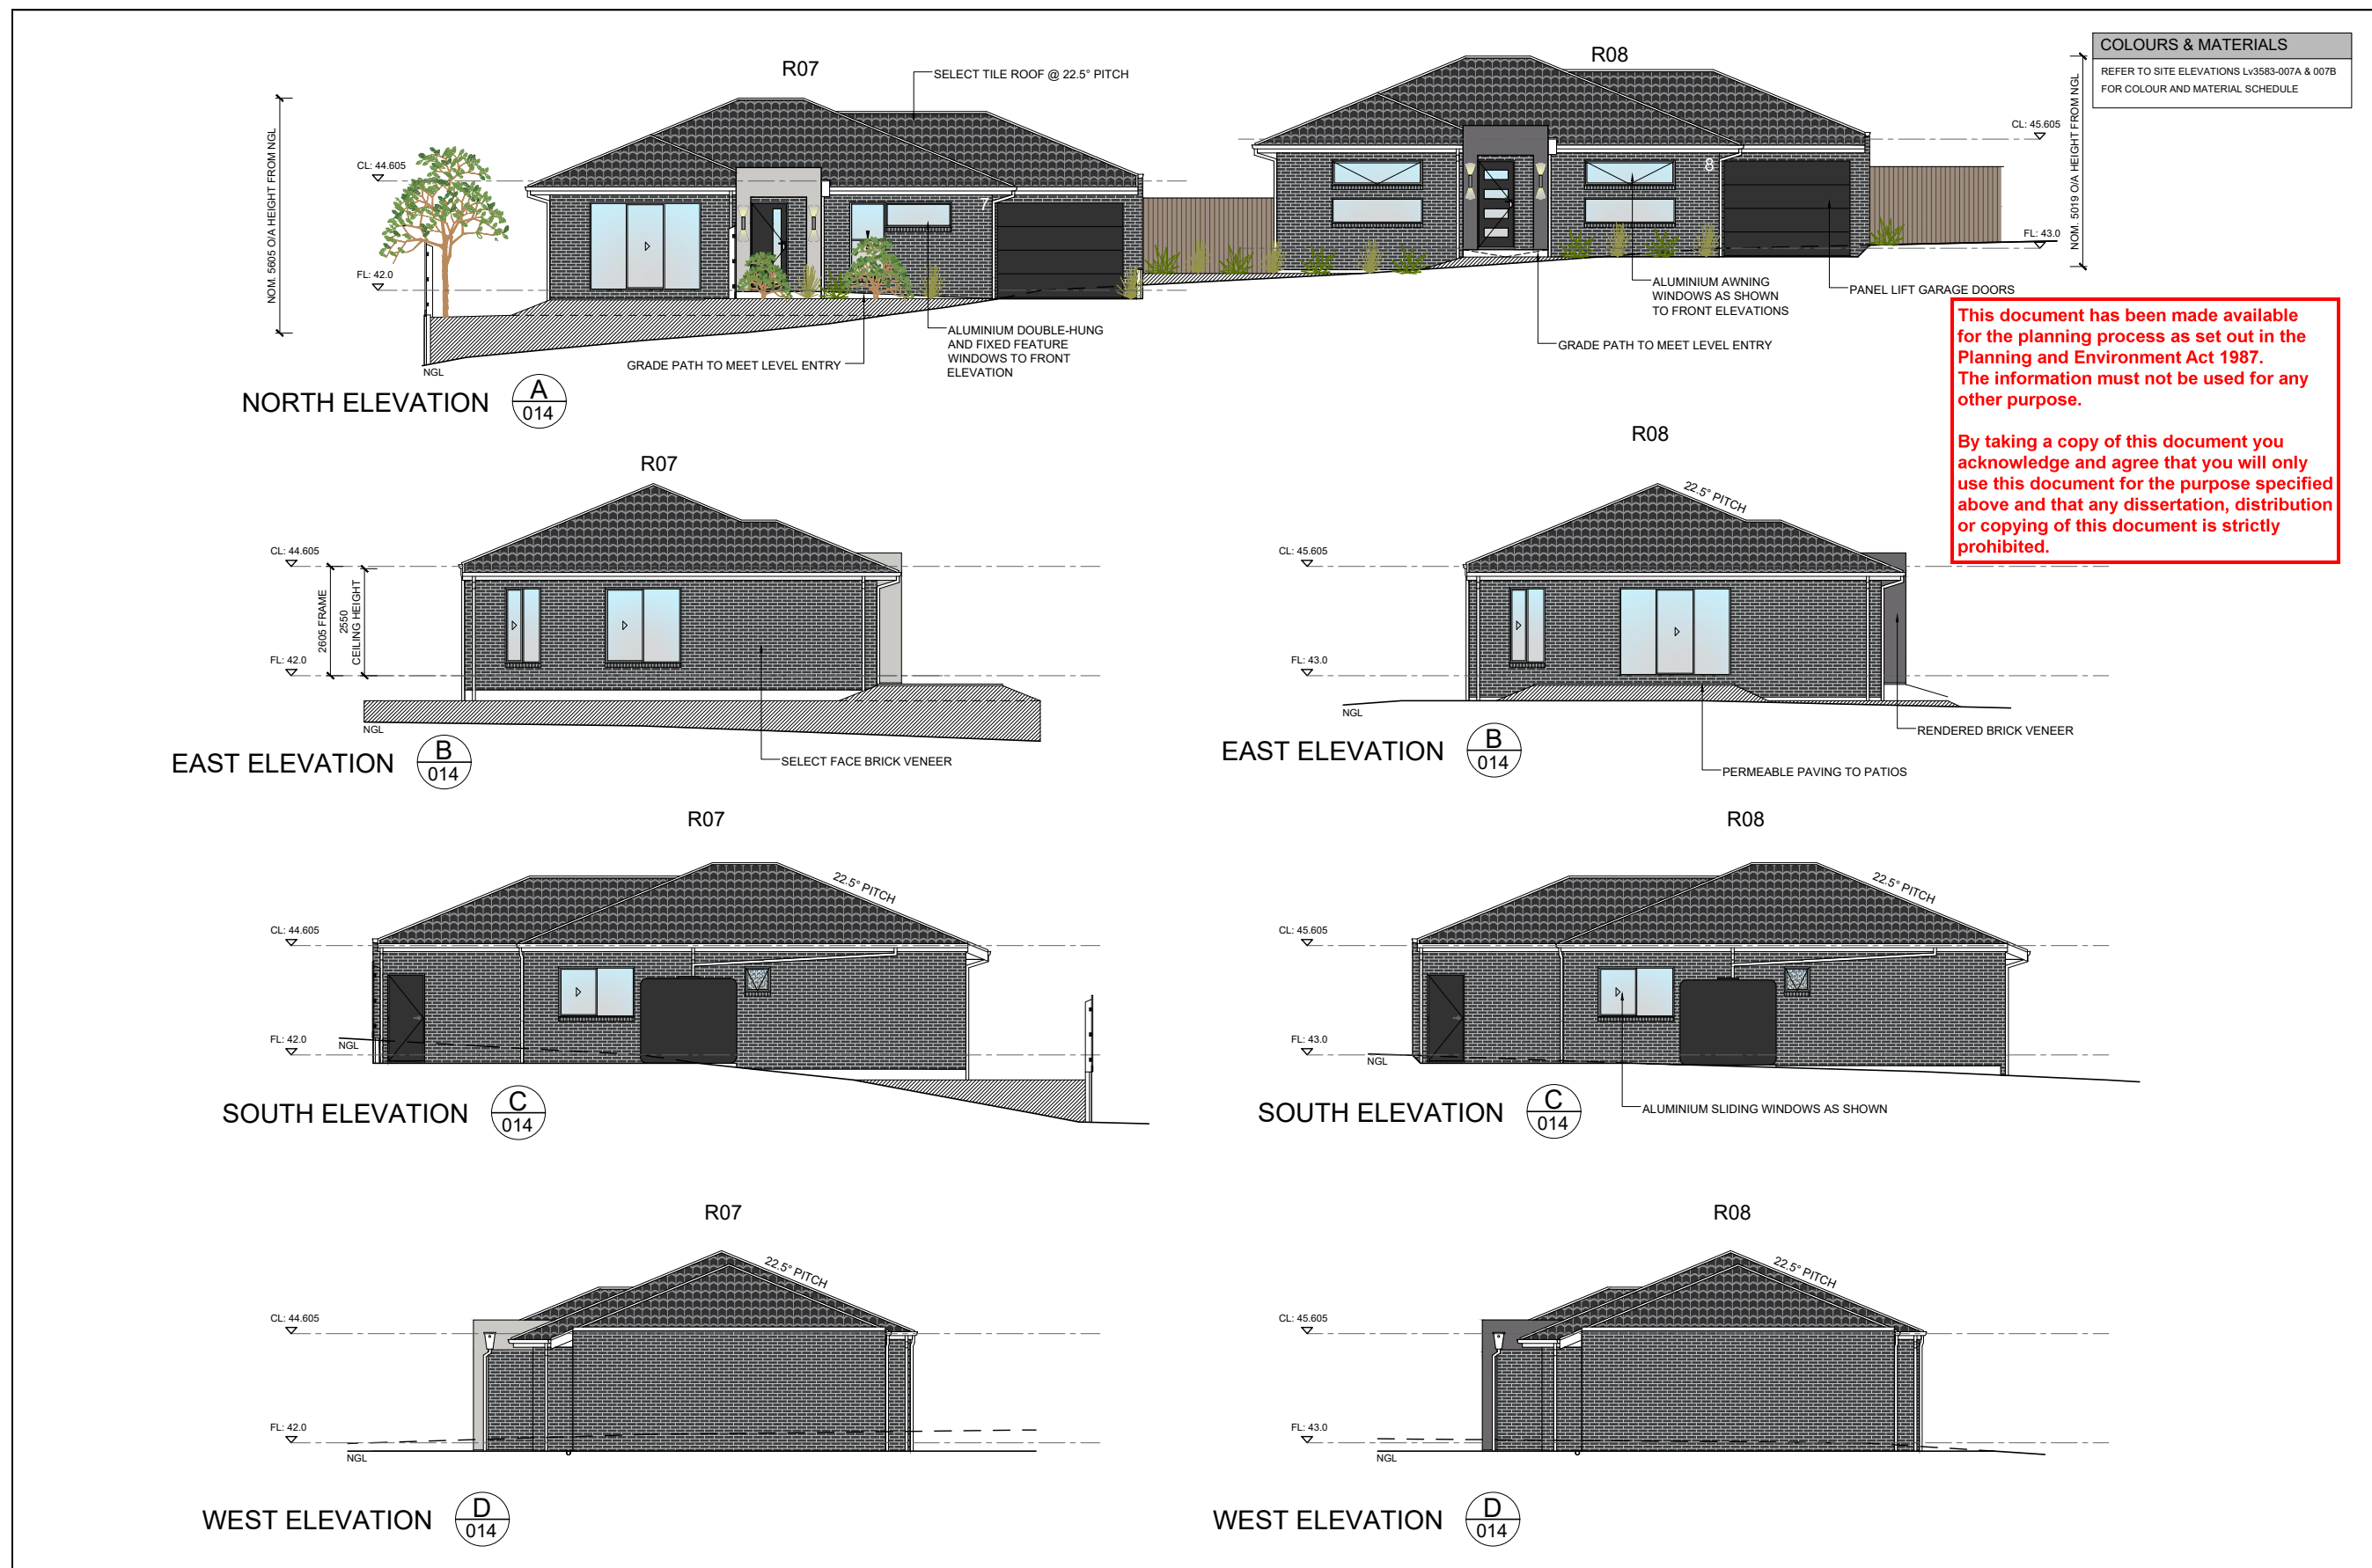 R07
SELECT TILE ROOF @ 22.5° PITCH
NOM. 5605 O/A HEIGHT FROM NGL
CL: 44.605
FL: 42.0
7
NGL
GRADE PATH TO MEET LEVEL ENTRY
ALUMINIUM DOUBLE-HUNG
AND FIXED FEATURE
WINDOWS TO FRONT
ELEVATION
R08
8
CL: 45.605
FL: 43.0
NOM. 5019 O/A HEIGHT FROM NGL
ALUMINIUM AWNING
WINDOWS AS SHOWN
TO FRONT ELEVATIONS
PANEL LIFT GARAGE DOORS
GRADE PATH TO MEET LEVEL ENTRY
NORTH ELEVATION
A
014
COLOURS & MATERIALS
REFER TO SITE ELEVATIONS Lv3583-007A & 007B
FOR COLOUR AND MATERIAL SCHEDULE
This document has been made available
for the planning process as set out in the
Planning and Environment Act 1987.
The information must not be used for any
other purpose.
By taking a copy of this document you
acknowledge and agree that you will only
use this document for the purpose specified
above and that any dissertation, distribution
or copying of this document is strictly
prohibited.
R07
CL: 44.605
2605 FRAME
2550
CEILING HEIGHT
FL: 42.0
NGL
SELECT FACE BRICK VENEER
EAST ELEVATION
B
014
R08
22.5° PITCH
CL: 45.605
FL: 43.0
NGL
RENDERED BRICK VENEER
PERMEABLE PAVING TO PATIOS
EAST ELEVATION
B
014
R07
22.5° PITCH
CL: 44.605
FL: 42.0
NGL
SOUTH ELEVATION
C
014
R08
22.5° PITCH
CL: 45.605
FL: 43.0
NGL
ALUMINIUM SLIDING WINDOWS AS SHOWN
SOUTH ELEVATION
C
014
R07
22.5° PITCH
CL: 44.605
FL: 42.0
NGL
WEST ELEVATION
D
014
R08
22.5° PITCH
CL: 45.605
FL: 43.0
NGL
WEST ELEVATION
D
014